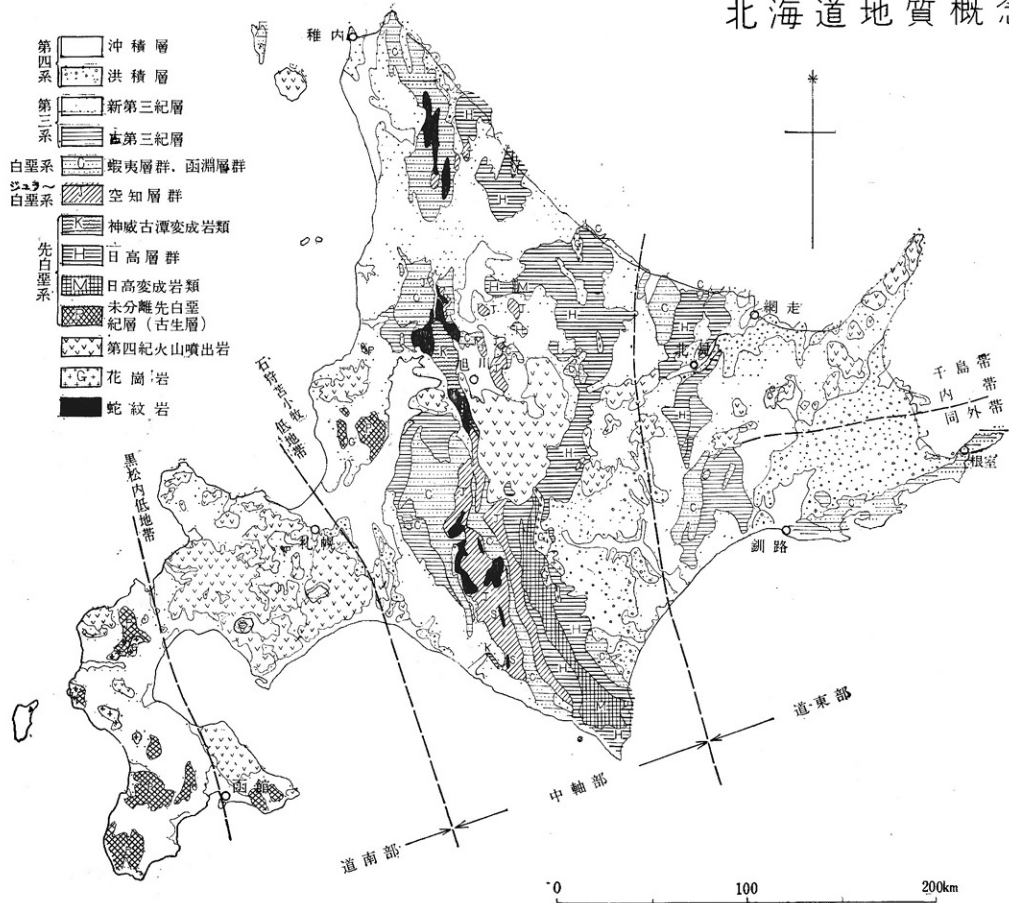 北海道地質概念
第四系
沖積層
洪積層
第三系
新第三紀層
古第三紀層
白堊系
C
蝦夷層群．函淵層群
ジュラ〜
白堊系
J
空知層群
先白堊系
K
神威古潭変成岩類
H
日高層群
M
日高変成岩類
未分離先白堊
紀層（古生層）
第四紀火山噴出岩
G
花崗岩
蛇紋岩
稚内
網走
北見
旭川
石狩苫小牧低地帯
黒松内低地帯
千島帯
内帯
同外帯
根室
釧路
札幌
函館
道東部
中軸部
道南部
0
100
200km